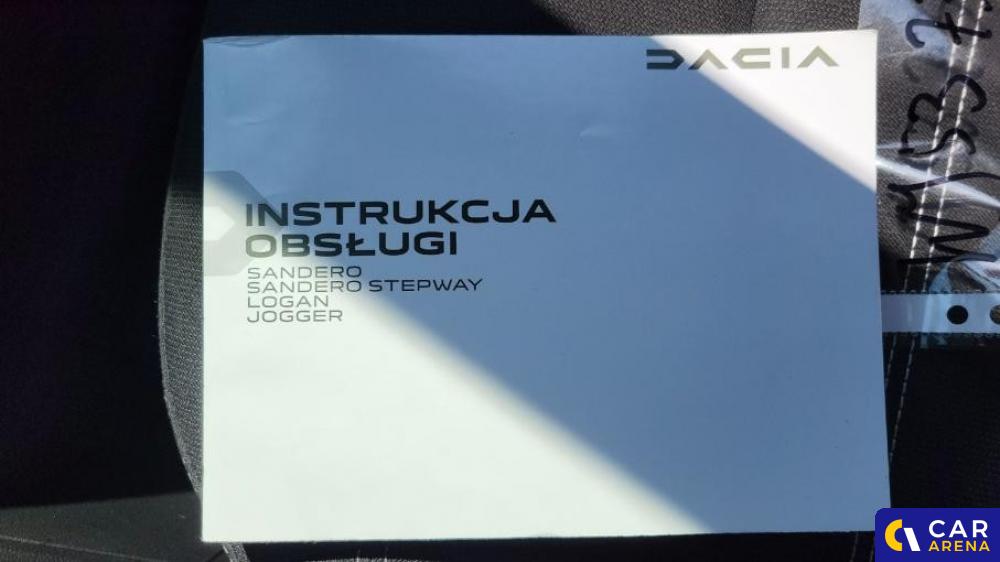 DACIA
INSTRUKCJA
OBSŁUGI
SANDERO
SANDERO STEPWAY
LOGAN
JOGGER
CAR
ARENA